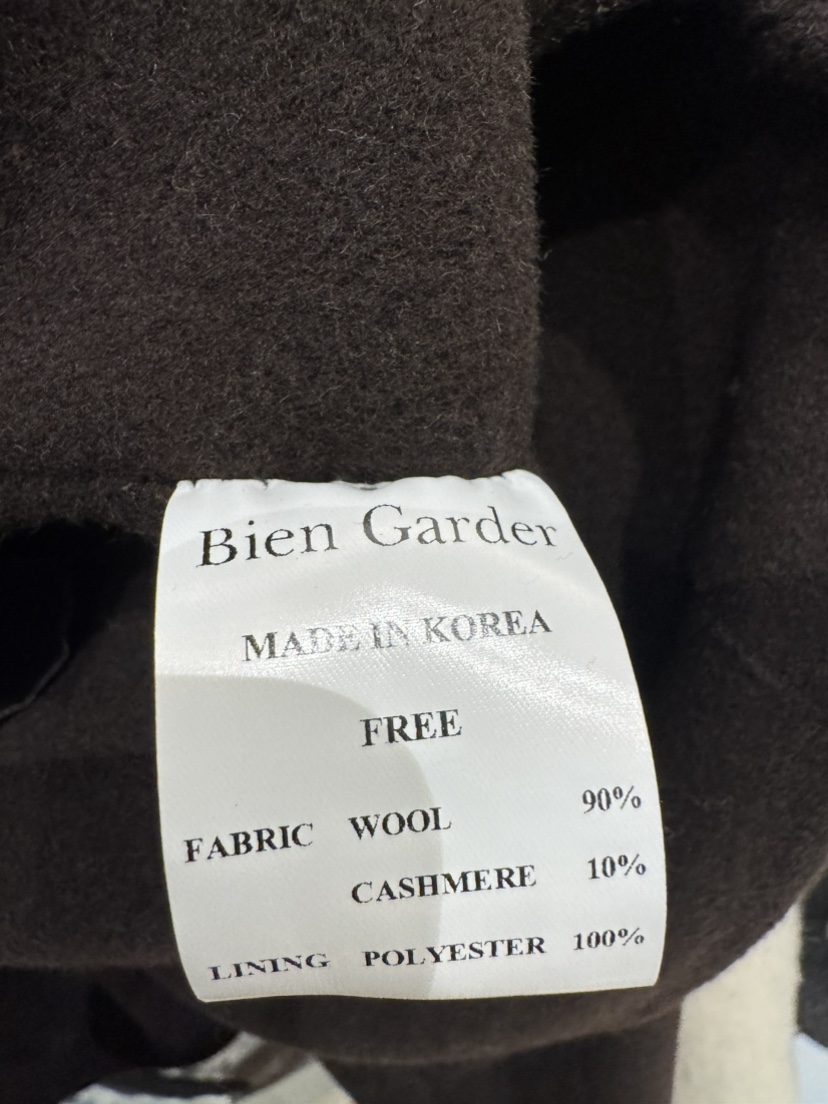 Bien Garder
MADE IN KOREA
FREE
FABRIC WOOL 90%
CASHMERE 10%
LINING POLYESTER 100%